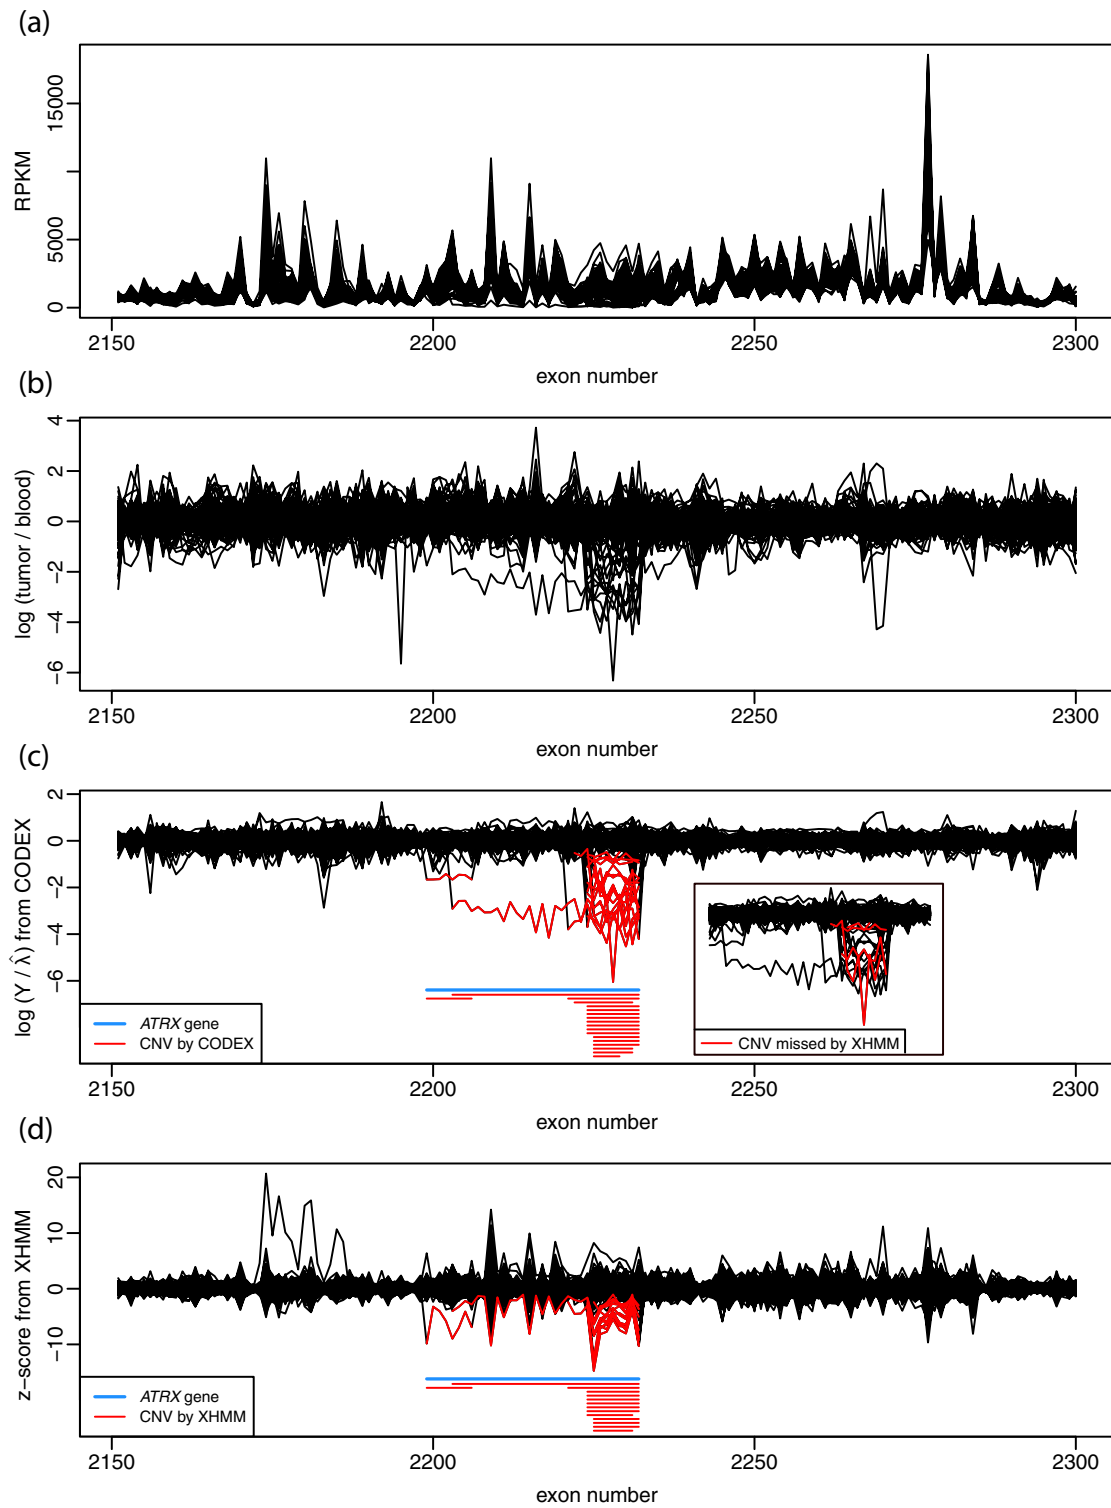 (a)
RPKM
0
5000
15000
2150
2200
2250
2300
exon number
(b)
log (tumor / blood)
4
2
0
−2
−4
−6
2150
2200
2250
2300
exon number
(c)
log (Y / λ̂) from CODEX
2
0
−2
−4
−6
ATRX gene
CNV by CODEX
CNV missed by XHMM
2150
2200
2250
2300
exon number
(d)
z−score from XHMM
20
10
0
−10
ATRX gene
CNV by XHMM
2150
2200
2250
2300
exon number